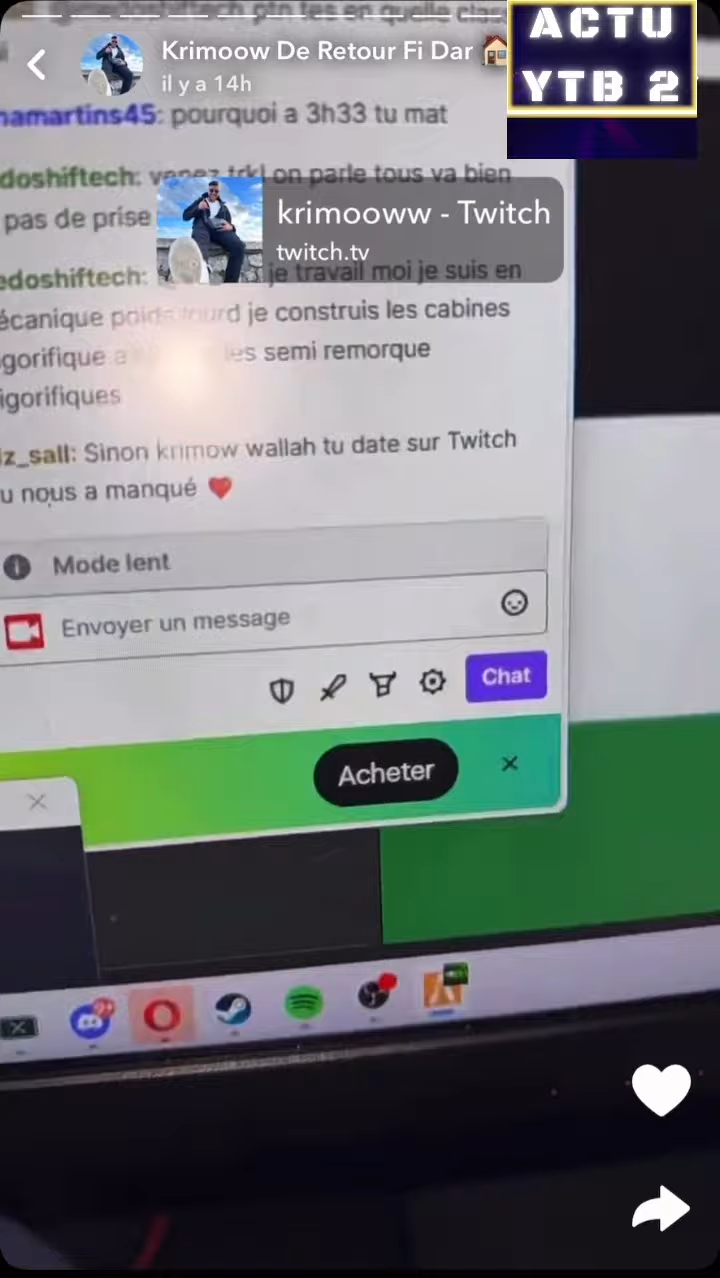 Krimoow De Retour Fi Dar
il y a 14h
ACTU
YTB 2
namartins45: pourquoi a 3h33 tu mat
doshiftech: venez trkl on parle tous va bien
pas de prise
krimooww - Twitch
twitch.tv
edoshiftech: je travail moi je suis en
écanique poids lourd je construis les cabines
gorifique les semi remorque
igorifiques
iz_sall: Sinon krimow wallah tu date sur Twitch
u nous a manqué ❤️
Mode lent
Envoyer un message
Chat
Acheter